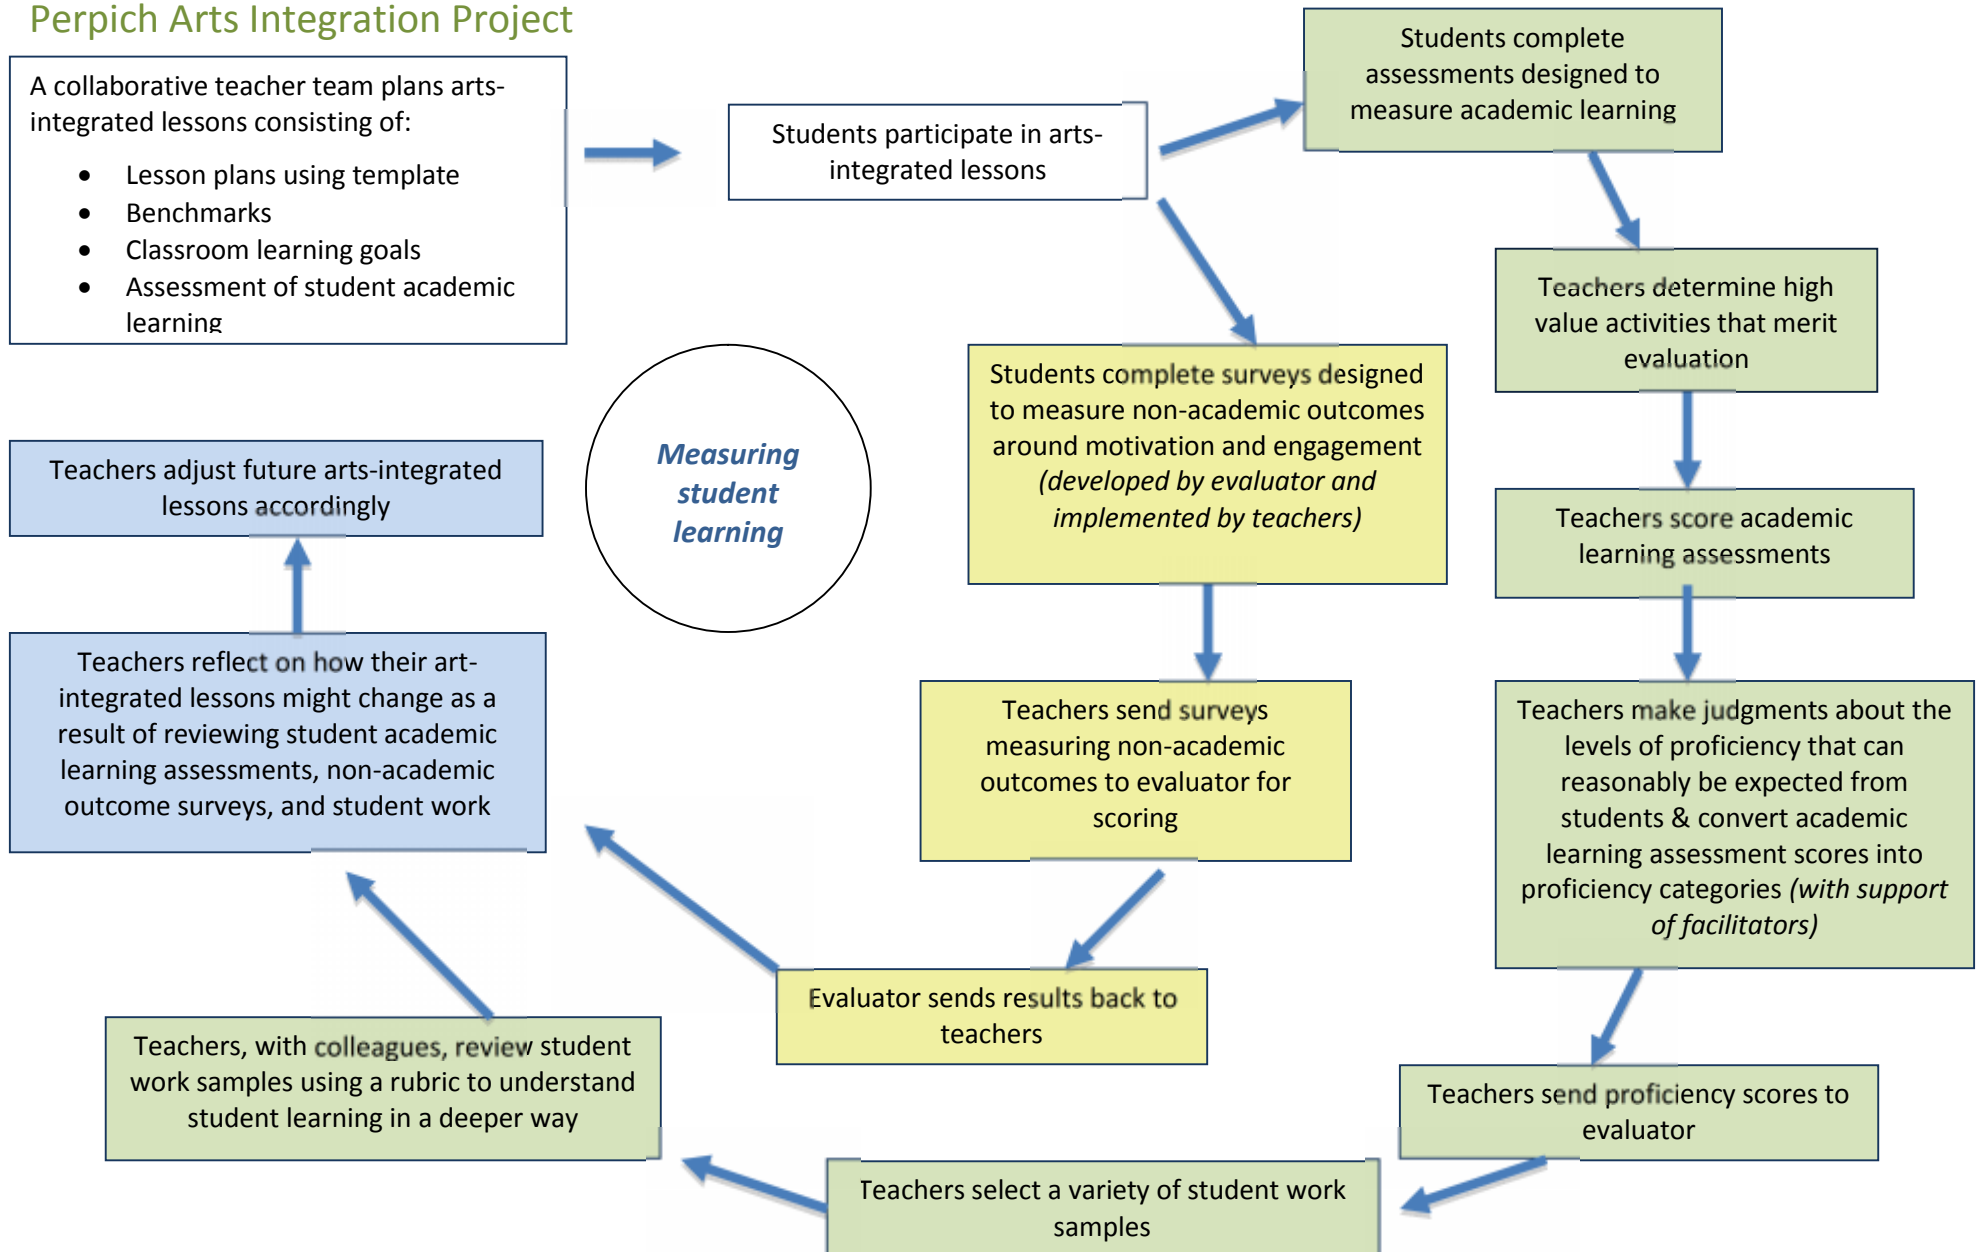 Perpich Arts Integration Project
A collaborative teacher team plans arts-
integrated lessons consisting of:
• Lesson plans using template
• Benchmarks
• Classroom learning goals
• Assessment of student academic
learning
Students participate in arts-
integrated lessons
Students complete
assessments designed to
measure academic learning
Teachers determine high
value activities that merit
evaluation
Teachers score academic
learning assessments
Teachers make judgments about the
levels of proficiency that can
reasonably be expected from
students & convert academic
learning assessment scores into
proficiency categories (with support
of facilitators)
Teachers send proficiency scores to
evaluator
Teachers select a variety of student work
samples
Teachers, with colleagues, review student
work samples using a rubric to understand
student learning in a deeper way
Students complete surveys designed
to measure non-academic outcomes
around motivation and engagement
(developed by evaluator and
implemented by teachers)
Teachers send surveys
measuring non-academic
outcomes to evaluator for
scoring
Evaluator sends results back to
teachers
Teachers reflect on how their art-
integrated lessons might change as a
result of reviewing student academic
learning assessments, non-academic
outcome surveys, and student work
Teachers adjust future arts-integrated
lessons accordingly
Measuring
student
learning